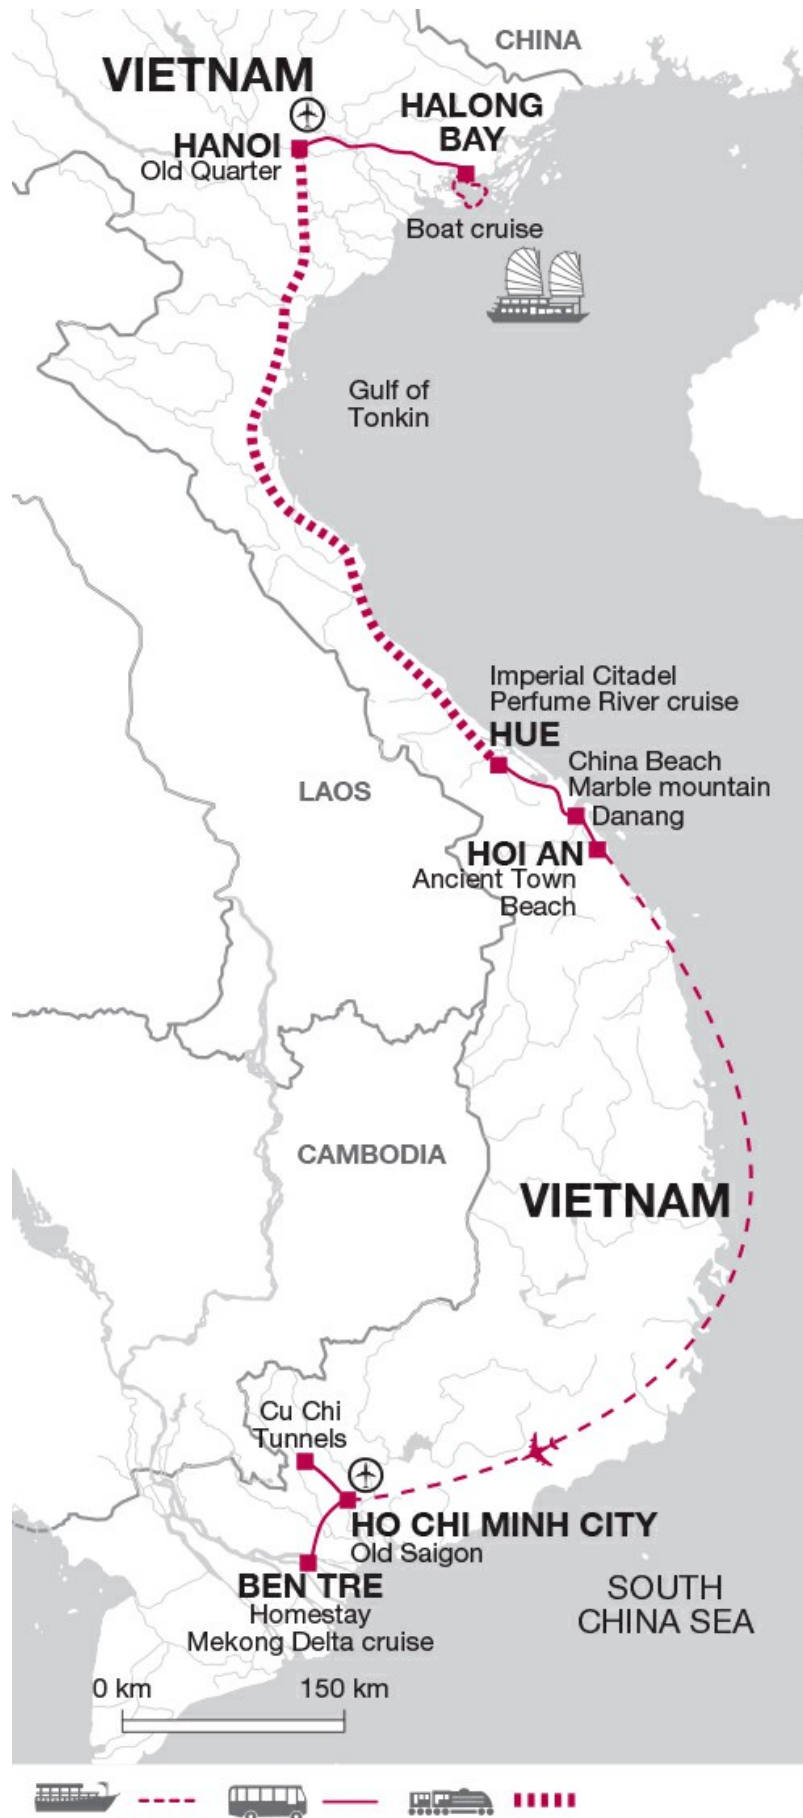 CHINA
VIETNAM
HALONG
BAY
HANOI
Old Quarter
Boat cruise
Gulf of
Tonkin
Imperial Citadel
Perfume River cruise
HUE
China Beach
Marble mountain
Danang
LAOS
HOI AN
Ancient Town
Beach
CAMBODIA
VIETNAM
Cu Chi
Tunnels
HO CHI MINH CITY
Old Saigon
BEN TRE
Homestay
Mekong Delta cruise
SOUTH
CHINA SEA
0 km 150 km